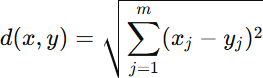 d(x, y) = √(∑_{j=1}^{m} (x_j − y_j)²)